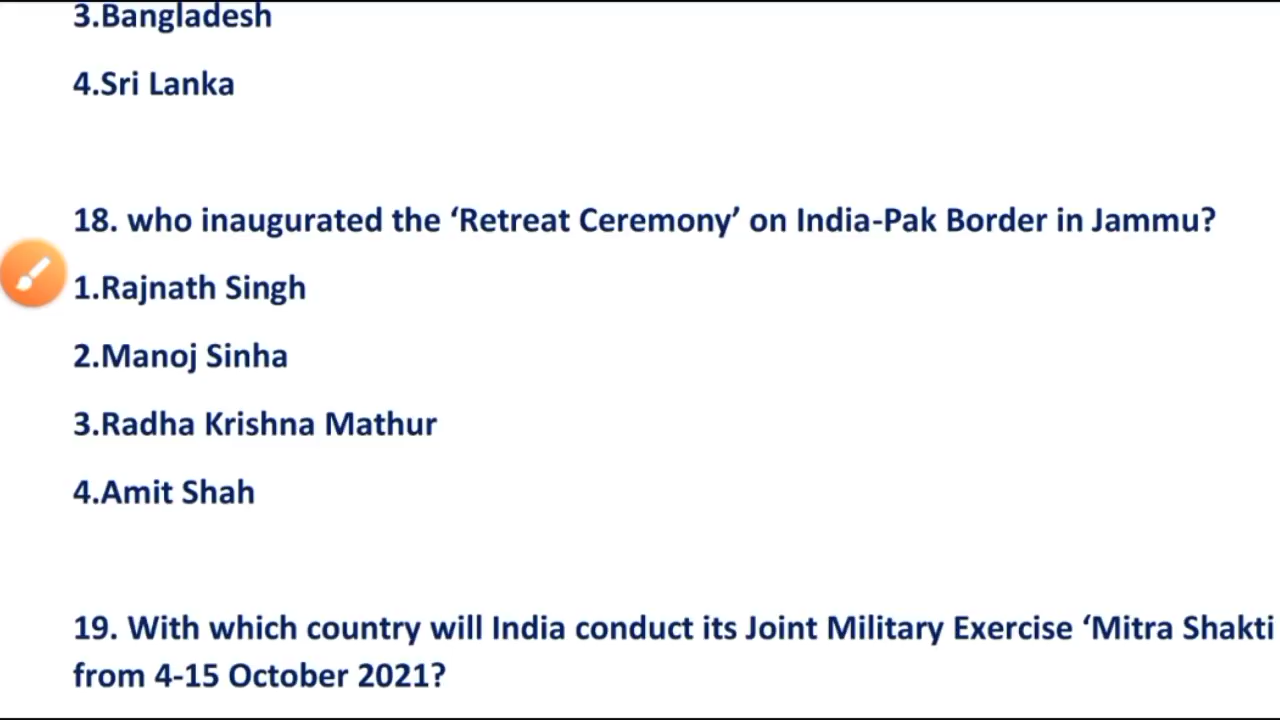 3.Bangladesh
4.Sri Lanka
18. who inaugurated the ‘Retreat Ceremony’ on India-Pak Border in Jammu?
1.Rajnath Singh
2.Manoj Sinha
3.Radha Krishna Mathur
4.Amit Shah
19. With which country will India conduct its Joint Military Exercise ‘Mitra Shakti
from 4-15 October 2021?